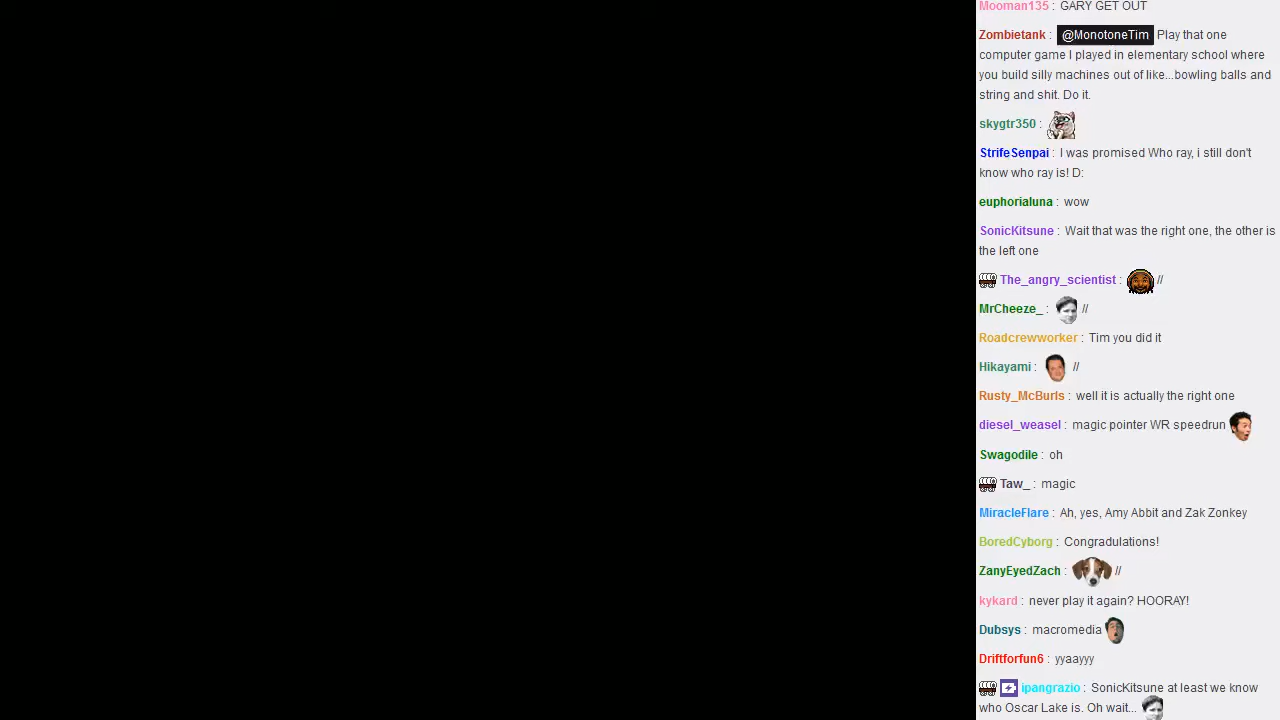 Mooman135 : GARY GET OUT
Zombietank : @MonotoneTim Play that one
computer game I played in elementary school where
you build silly machines out of like...bowling balls and
string and shit. Do it.
skygtr350 :
StrifeSenpai : I was promised Who ray, i still don't
know who ray is! D:
euphorialuna : wow
SonicKitsune : Wait that was the right one, the other is
the left one
The_angry_scientist : //
MrCheeze_ : //
Roadcrewworker : Tim you did it
Hikayami : //
Rusty_McBurls : well it is actually the right one
diesel_weasel : magic pointer WR speedrun
Swagodile : oh
Taw_ : magic
MiracleFlare : Ah, yes, Amy Abbit and Zak Zonkey
BoredCyborg : Congradulations!
ZanyEyedZach : //
kykard : never play it again? HOORAY!
Dubsys : macromedia
Driftforfun6 : yyaayyy
ipangrazio : SonicKitsune at least we know
who Oscar Lake is. Oh wait...